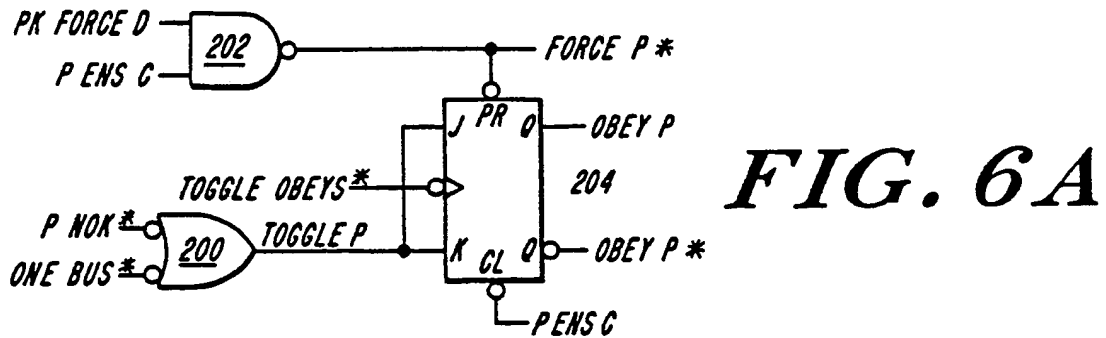 PK FORCE D
202
P ENS C
FORCE P *
J
PR
Q
OBEY P
TOGGLE OBEYS*
204
P NOK*
200
TOGGLE P
ONE BUS*
K
CL
Q
OBEY P *
P ENS C
FIG. 6A